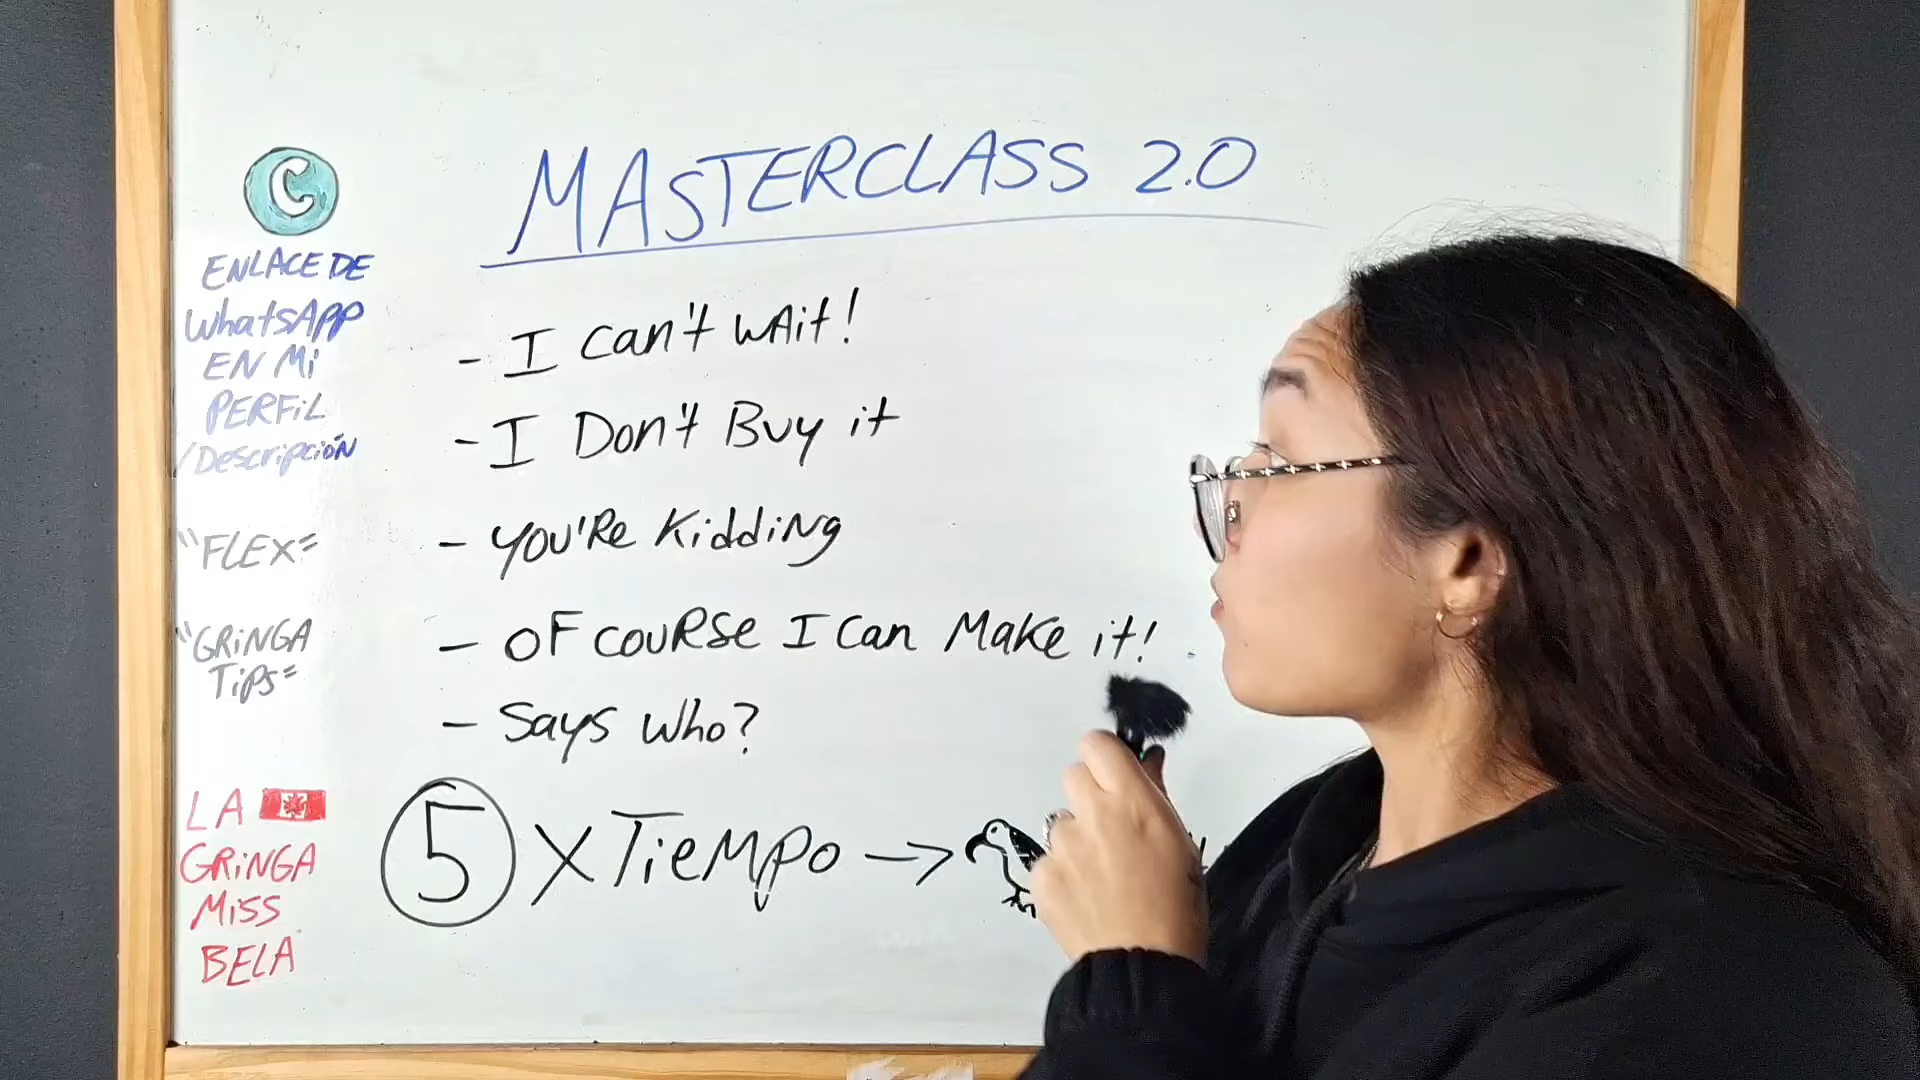 C
ENLACE DE
WhatsApp
EN Mi
PERFiL
/Descripción
"FLEX"
"GRiNGA
TiPS"
LA
GRiNGA
MiSS
BELA
MASTERCLASS 2.0
- I can't wait!
- I Don't Buy it
- You're Kidding
- OF COURSE I can Make it!
- Says Who?
5 X TieMPo →